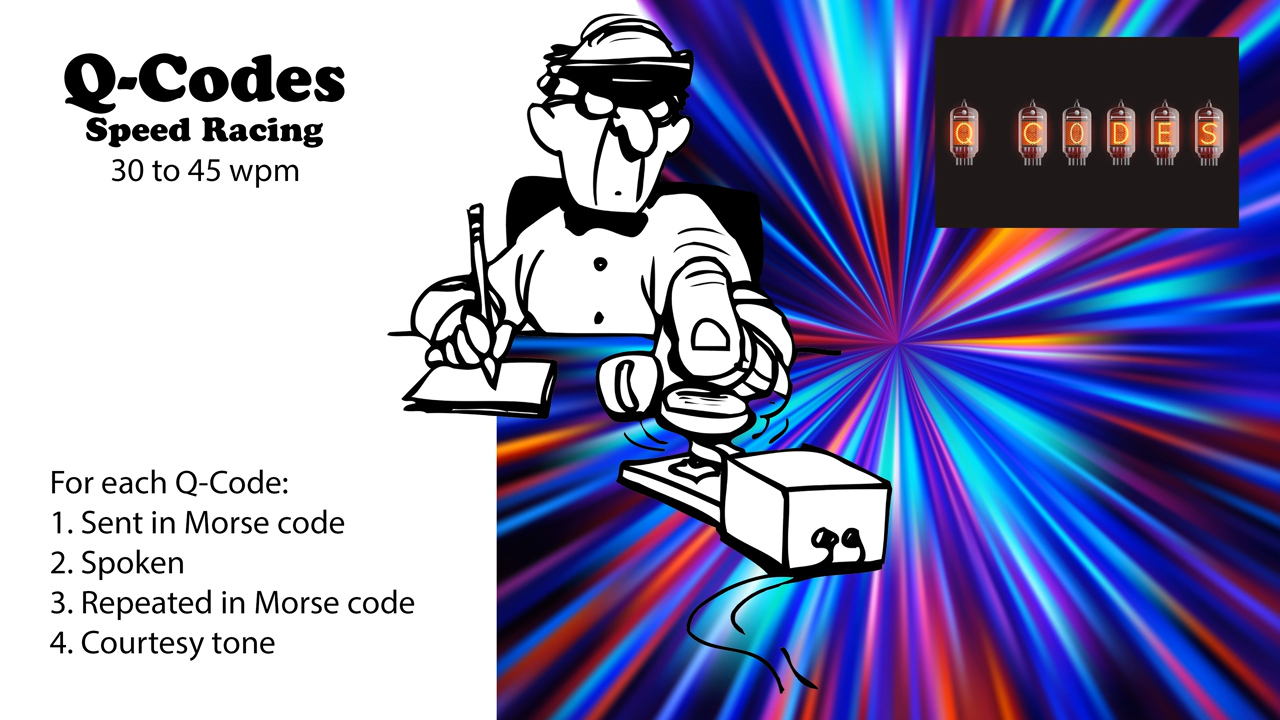 Q-Codes
Speed Racing
30 to 45 wpm
Q CODES
For each Q-Code:
1. Sent in Morse code
2. Spoken
3. Repeated in Morse code
4. Courtesy tone